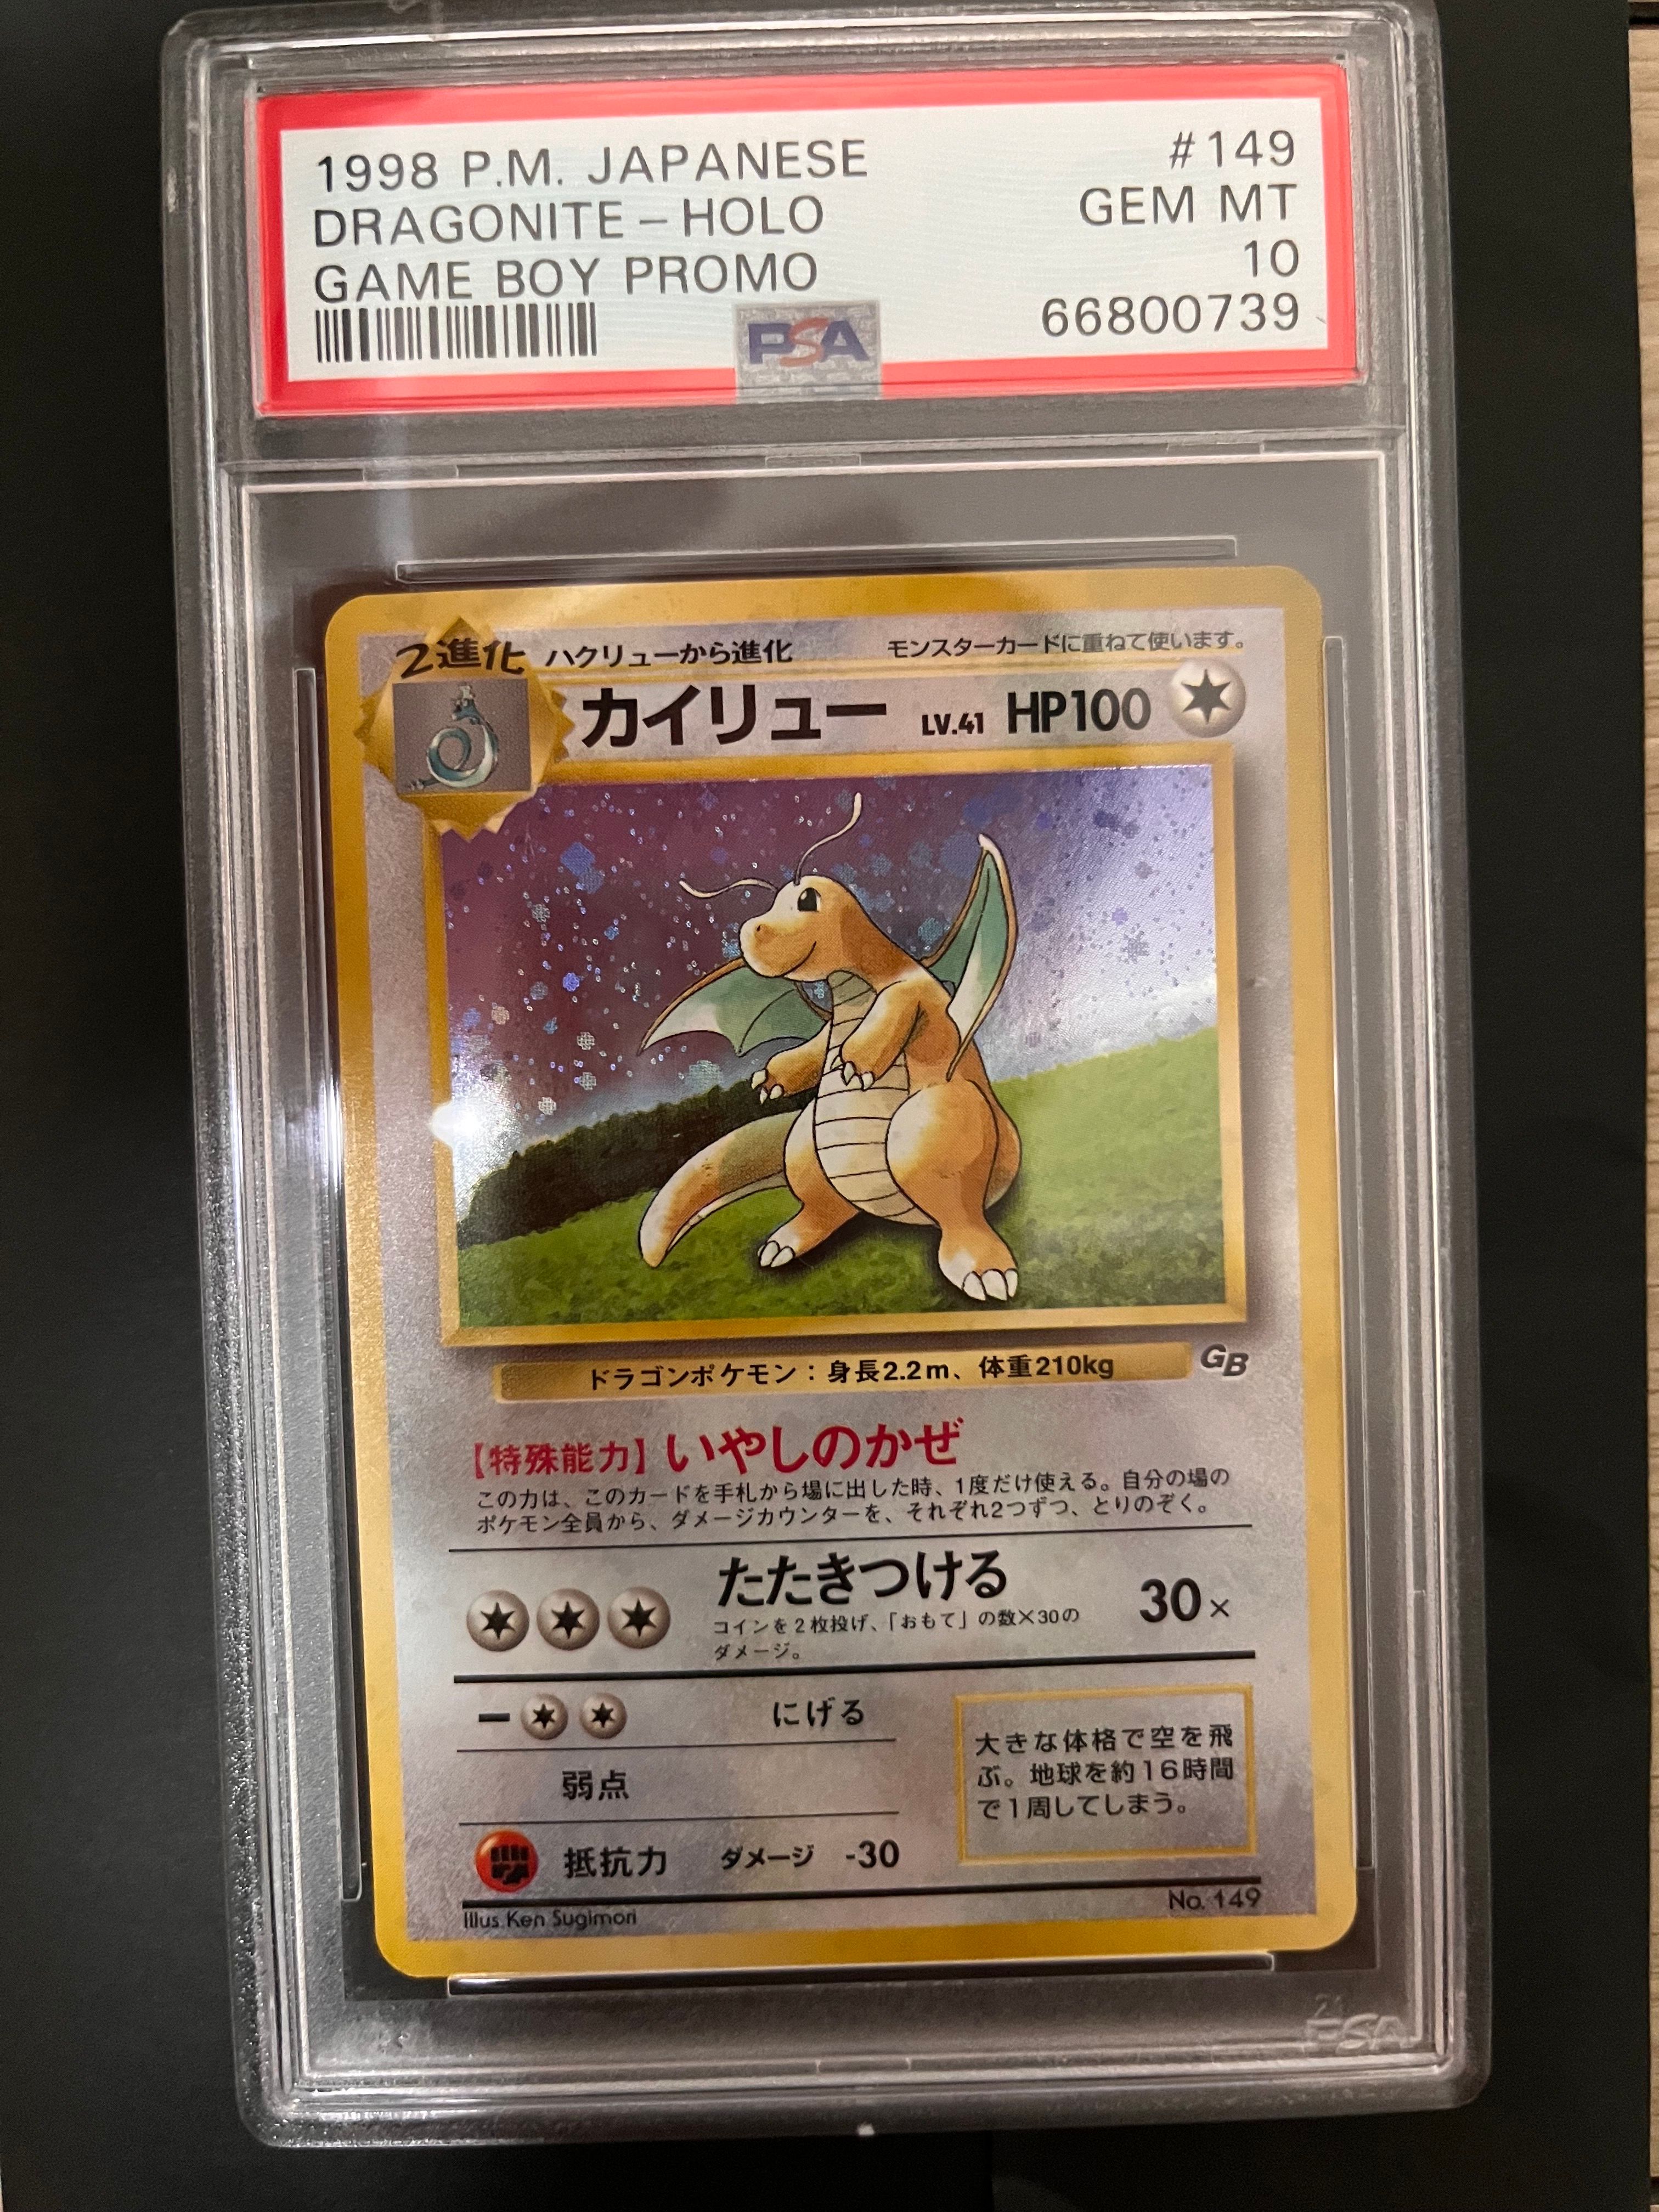 1998 P.M. JAPANESE #149
DRAGONITE – HOLO GEM MT
GAME BOY PROMO 10
PSA 66800739
2進化 ハクリューから進化 モンスターカードに重ねて使います。
カイリュー LV.41 HP100
ドラゴンポケモン：身長2.2m、体重210kg
GB
【特殊能力】いやしのかぜ
この力は、このカードを手札から場に出した時、1度だけ使える。自分の場の
ポケモン全員から、ダメージカウンターを、それぞれ2つずつ、とりのぞく。
たたきつける 30×
コインを2枚投げ、「おもて」の数×30の
ダメージ。
にげる
弱点
抵抗力 ダメージ -30
大きな体格で空を飛
ぶ。地球を約16時間
で1周してしまう。
Illus. Ken Sugimori No. 149
PSA